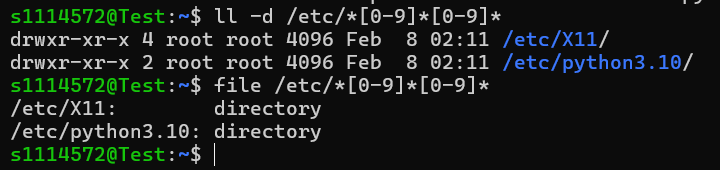 s1114572@Test:~$ ll -d /etc/*[0-9]*[0-9]*
drwxr-xr-x 4 root root 4096 Feb  8 02:11 /etc/X11/
drwxr-xr-x 2 root root 4096 Feb  8 02:11 /etc/python3.10/
s1114572@Test:~$ file /etc/*[0-9]*[0-9]*
/etc/X11:        directory
/etc/python3.10: directory
s1114572@Test:~$